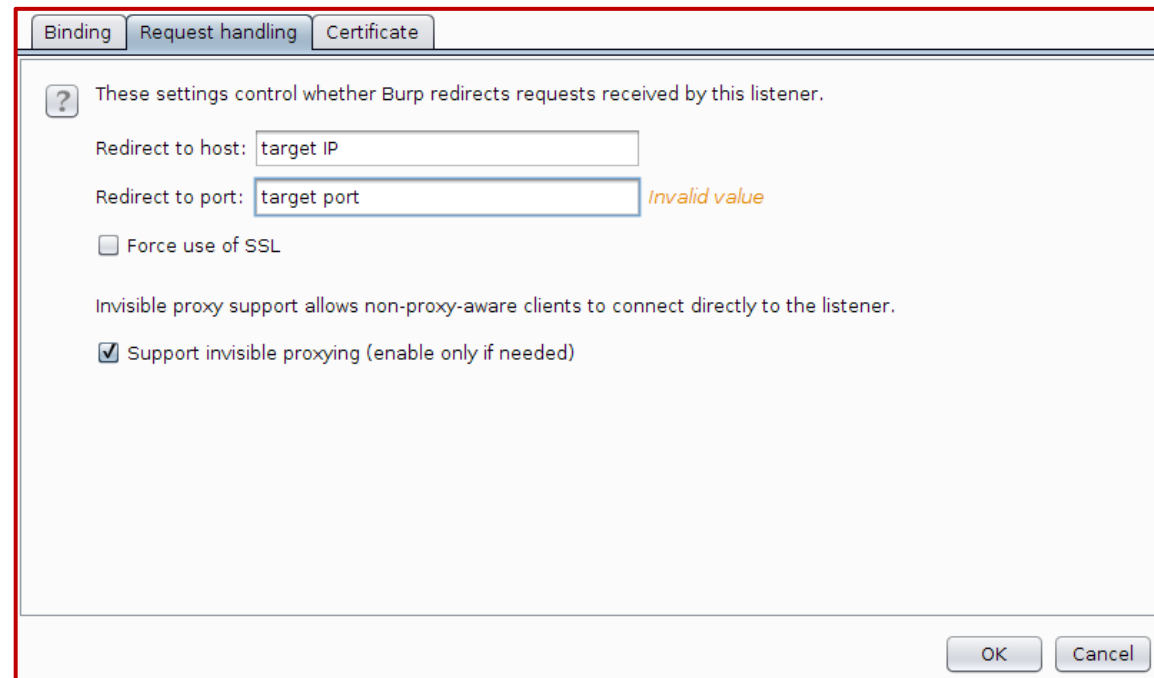 Binding Request handling Certificate
? These settings control whether Burp redirects requests received by this listener.
Redirect to host: target IP
Redirect to port: target port Invalid value
Force use of SSL
Invisible proxy support allows non-proxy-aware clients to connect directly to the listener.
Support invisible proxying (enable only if needed)
OK Cancel